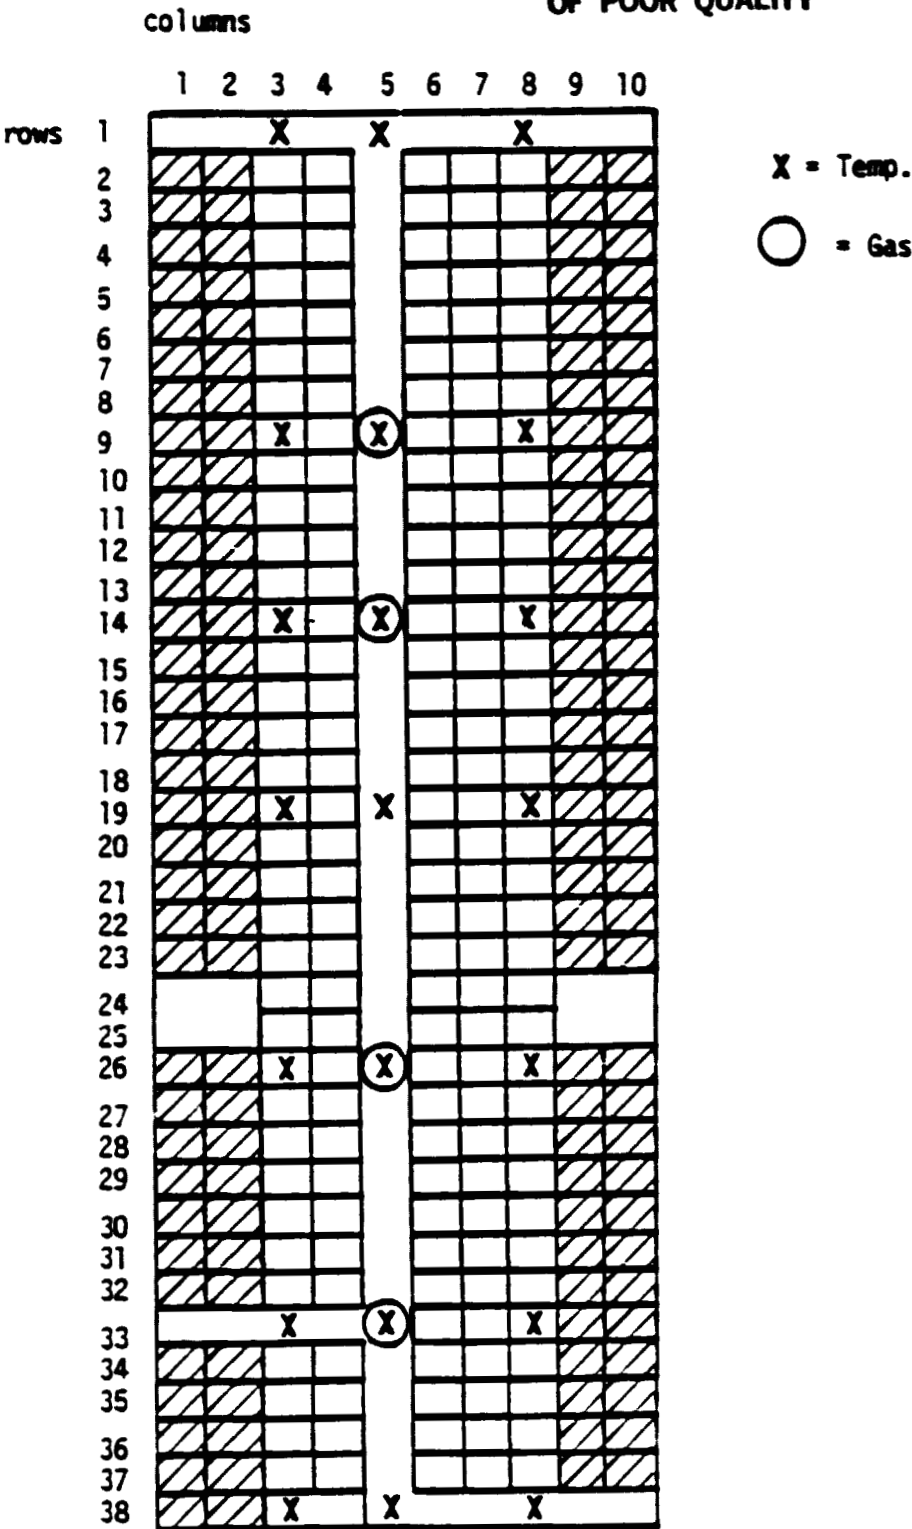 OF POOR QUALITY
columns
1 2 3 4 5 6 7 8 9 10
rows 1 X X X
X = Temp.
= Gas
2
3
4
5
6
7
8
9 X X X
10
11
12
13
14 X X X
15
16
17
18
19 X X X
20
21
22
23
24
25
26 X X X
27
28
29
30
31
32
33 X X X
34
35
36
37
38 X X X